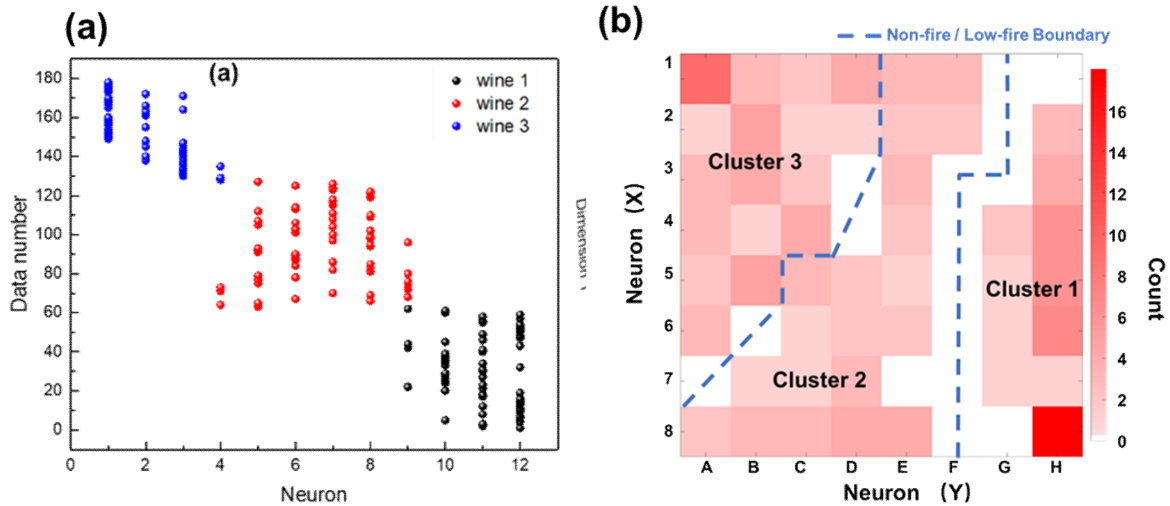 (a)
(a)
wine 1
wine 2
wine 3
180
160
140
120
100
80
60
40
20
0
Data number
0 2 4 6 8 10 12
Neuron
Dimension
(b)
Non-fire / Low-fire Boundary
1
2
3
4
5
6
7
8
Neuron (X)
Cluster 3
Cluster 1
Cluster 2
A B C D E F G H
Neuron (Y)
16
14
12
10
8
6
4
2
0
Count